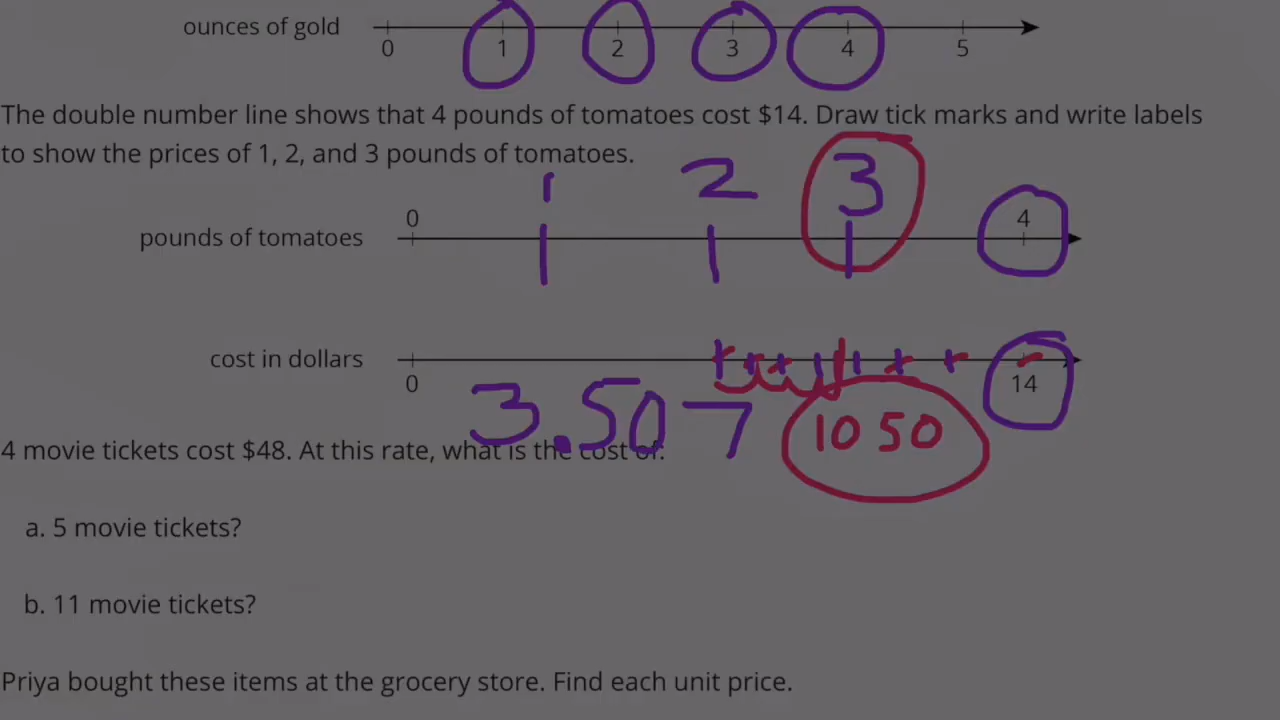 ounces of gold
0 1 2 3 4 5
The double number line shows that 4 pounds of tomatoes cost $14. Draw tick marks and write labels
to show the prices of 1, 2, and 3 pounds of tomatoes.
1 2 3
0 4
pounds of tomatoes
cost in dollars
0 14
3.50 7 10 50
4 movie tickets cost $48. At this rate, what is the cost of:
a. 5 movie tickets?
b. 11 movie tickets?
Priya bought these items at the grocery store. Find each unit price.